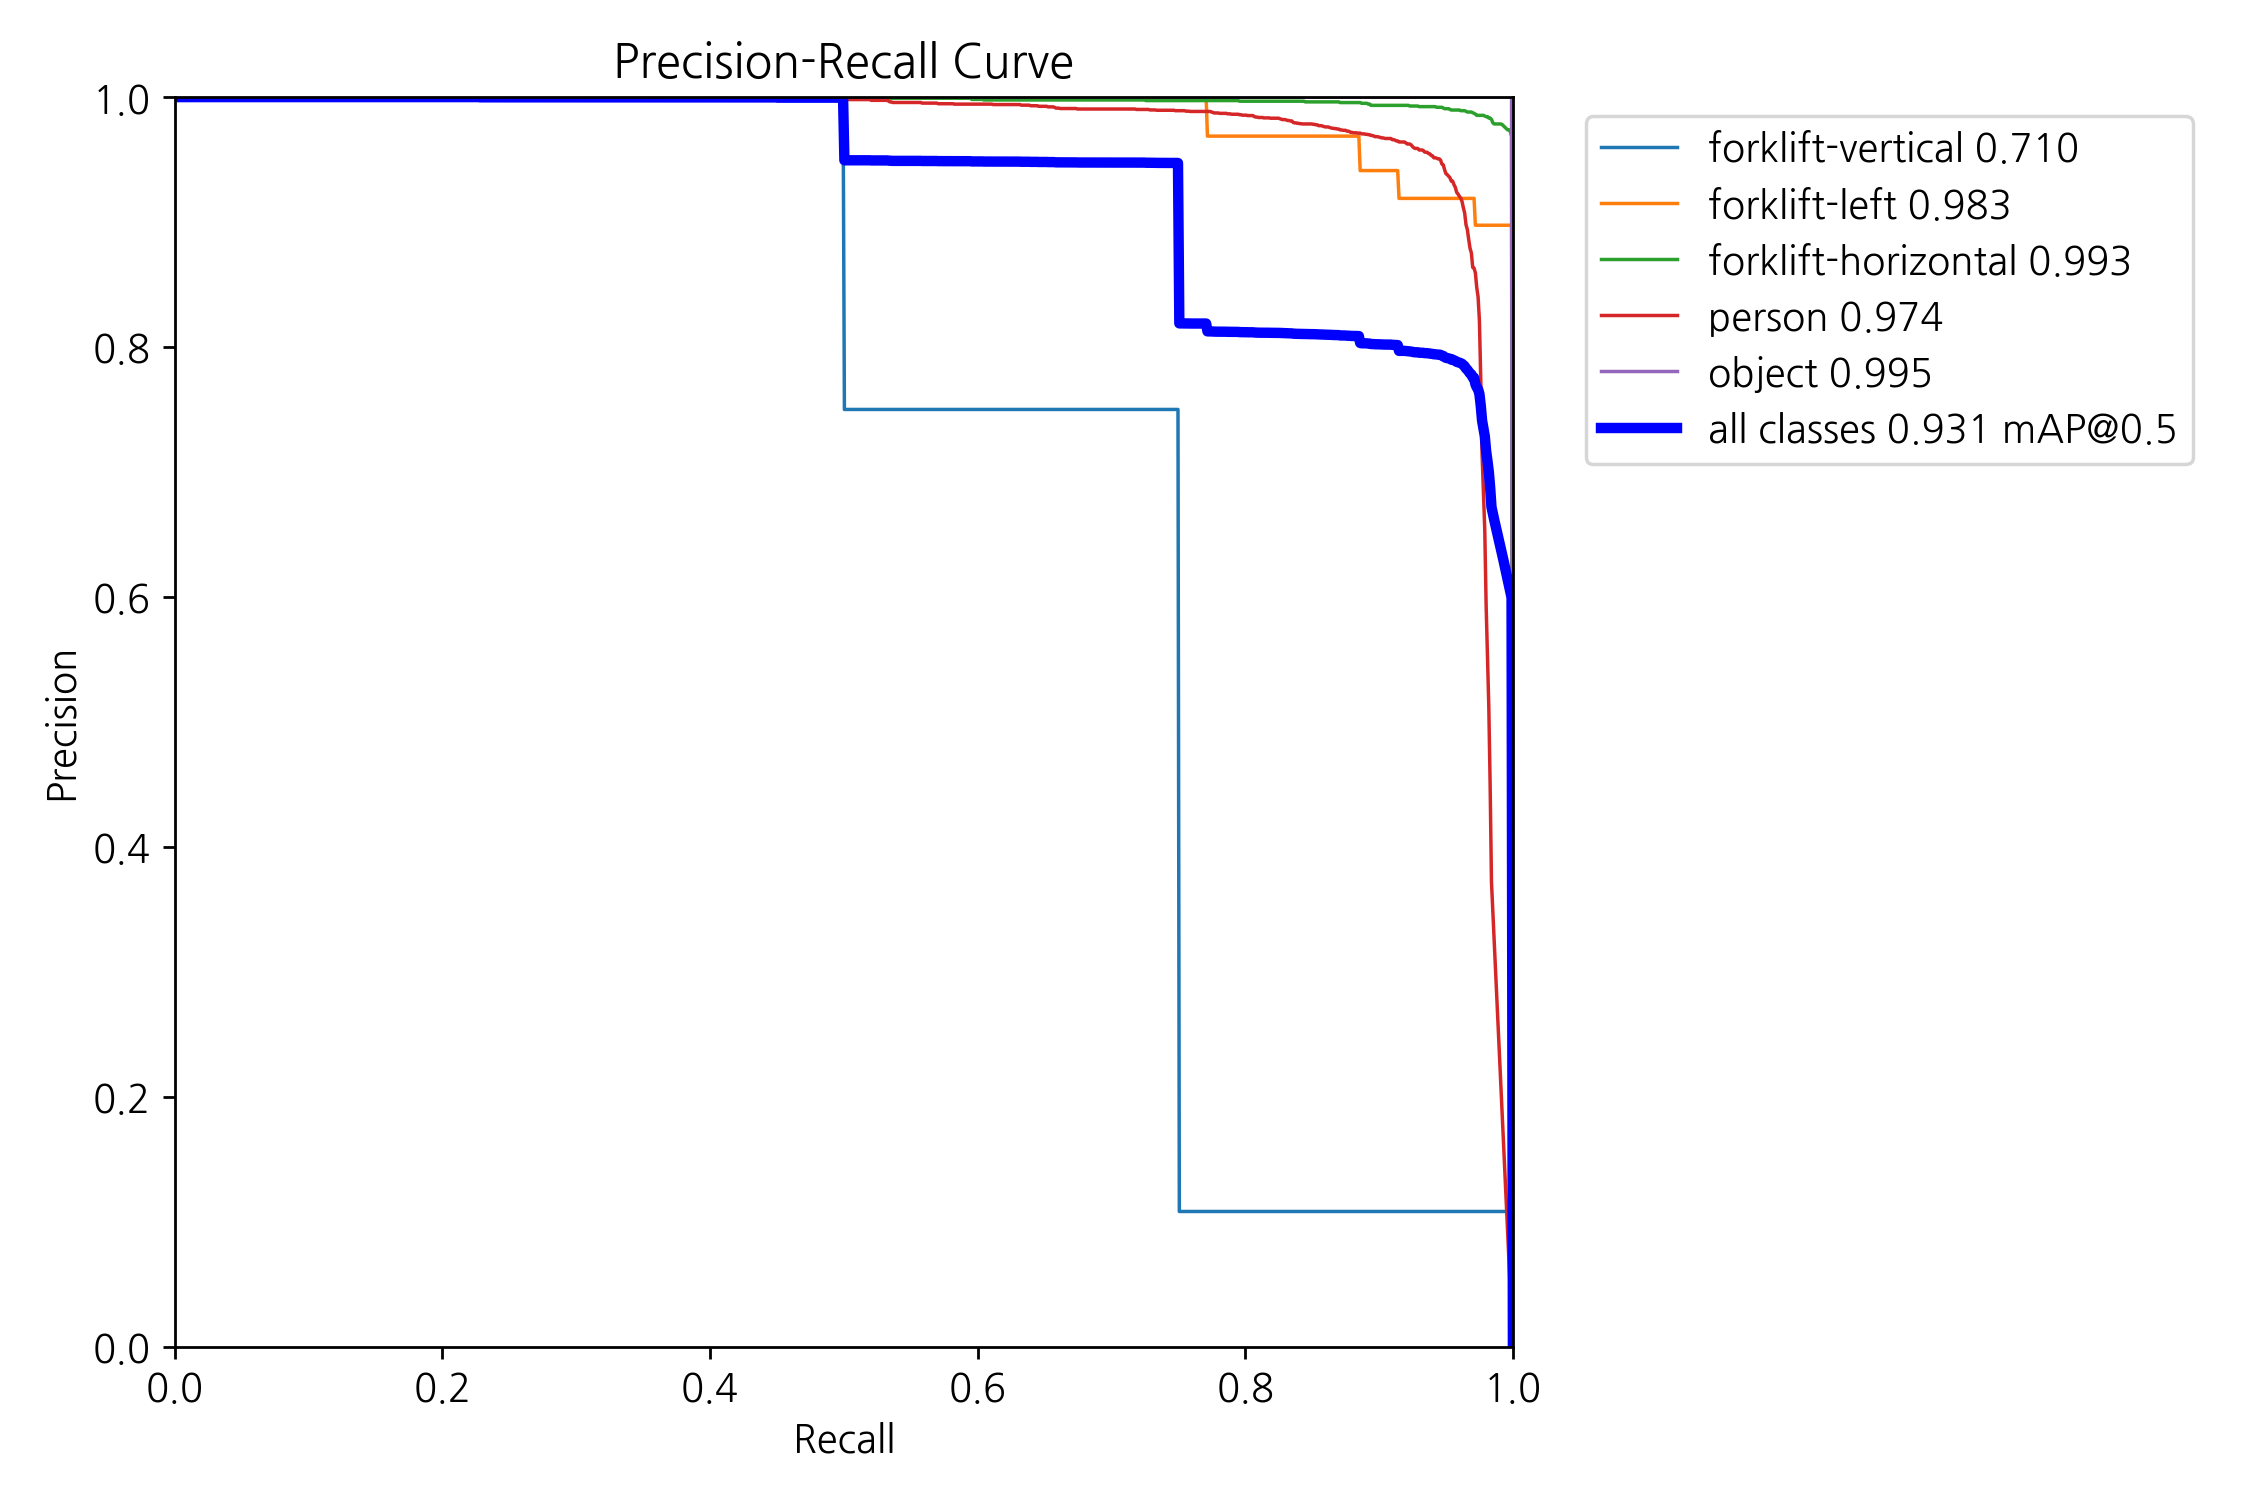 Precision-Recall Curve
1.0
0.8
0.6
0.4
0.2
0.0
Precision
0.0 0.2 0.4 0.6 0.8 1.0
Recall
forklift-vertical 0.710
forklift-left 0.983
forklift-horizontal 0.993
person 0.974
object 0.995
all classes 0.931 mAP@0.5